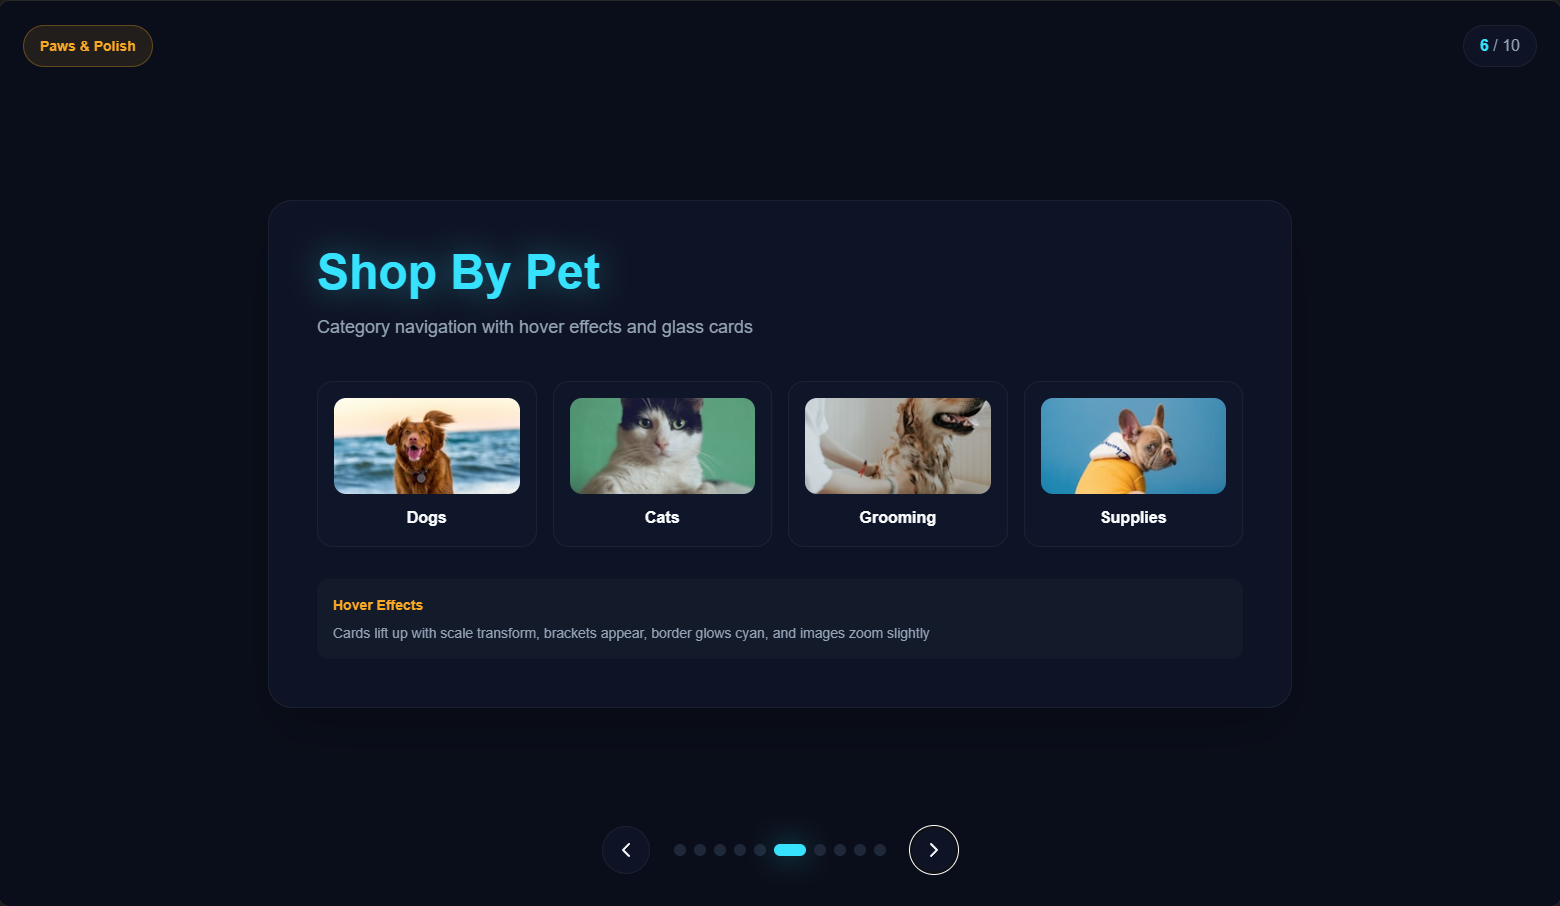 Paws & Polish
6 / 10
Shop By Pet
Category navigation with hover effects and glass cards
Dogs
Cats
Grooming
Supplies
Hover Effects
Cards lift up with scale transform, brackets appear, border glows cyan, and images zoom slightly